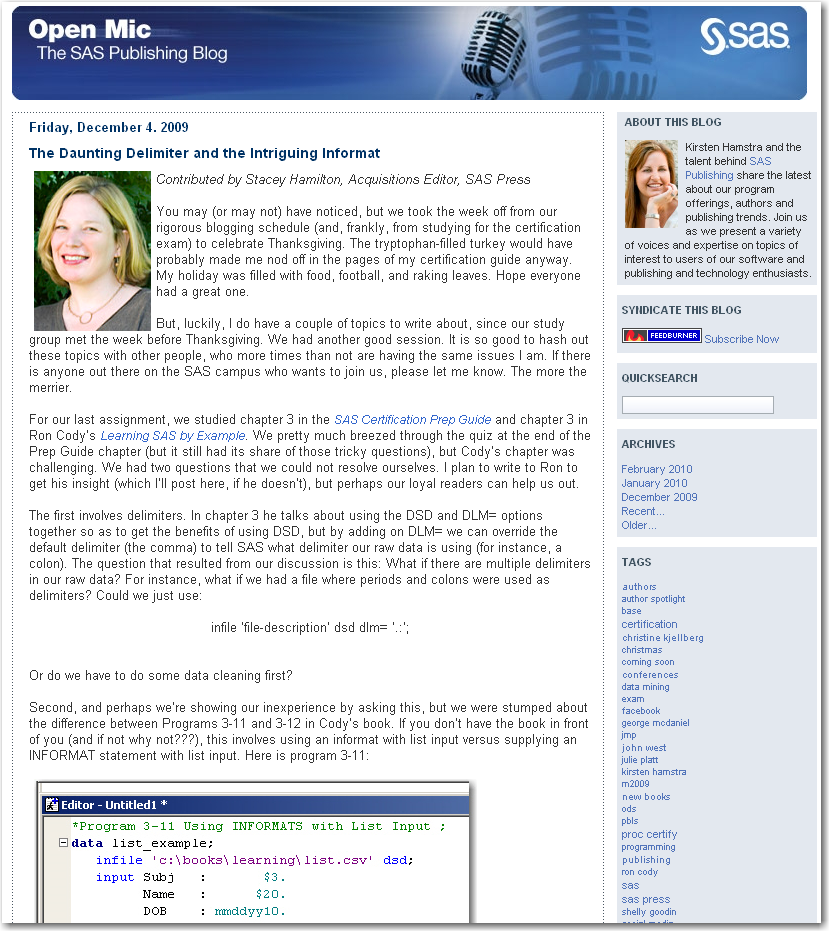 Open Mic
The SAS Publishing Blog
sas
Friday, December 4. 2009
The Daunting Delimiter and the Intriguing Informat
Contributed by Stacey Hamilton, Acquisitions Editor, SAS Press
You may (or may not) have noticed, but we took the week off from our
rigorous blogging schedule (and, frankly, from studying for the certification
exam) to celebrate Thanksgiving. The tryptophan-filled turkey would have
probably made me nod off in the pages of my certification guide anyway.
My holiday was filled with food, football, and raking leaves. Hope everyone
had a great one.
But, luckily, I do have a couple of topics to write about, since our study
group met the week before Thanksgiving. We had another good session. It is so good to hash out
these topics with other people, who more times than not are having the same issues I am. If there
is anyone out there on the SAS campus who wants to join us, please let me know. The more the
merrier.
For our last assignment, we studied chapter 3 in the SAS Certification Prep Guide and chapter 3 in
Ron Cody's Learning SAS by Example. We pretty much breezed through the quiz at the end of the
Prep Guide chapter (but it still had its share of those tricky questions), but Cody's chapter was
challenging. We had two questions that we could not resolve ourselves. I plan to write to Ron to
get his insight (which I'll post here, if he doesn't), but perhaps our loyal readers can help us out.
The first involves delimiters. In chapter 3 he talks about using the DSD and DLM= options
together so as to get the benefits of using DSD, but by adding on DLM= we can override the
default delimiter (the comma) to tell SAS what delimiter our raw data is using (for instance, a
colon). The question that resulted from our discussion is this: What if there are multiple delimiters
in our raw data? For instance, what if we had a file where periods and colons were used as
delimiters? Could we just use:
infile 'file-description' dsd dlm= '.:';
Or do we have to do some data cleaning first?
Second, and perhaps we're showing our inexperience by asking this, but we were stumped about
the difference between Programs 3-11 and 3-12 in Cody's book. If you don't have the book in front
of you (and if not why not???), this involves using an informat with list input versus supplying an
INFORMAT statement with list input. Here is program 3-11:
Editor - Untitled1 *
*Program 3-11 Using INFORMATS with List Input ;
data list_example;
infile 'c:\books\learning\list.csv' dsd;
input Subj : $3.
Name : $20.
DOB : mmddyy10.
ABOUT THIS BLOG
Kirsten Hamstra and the
talent behind SAS
Publishing share the latest
about our program
offerings, authors and
publishing trends. Join us
as we present a variety
of voices and expertise on topics of
interest to users of our software and
publishing and technology enthusiasts.
SYNDICATE THIS BLOG
FEEDBURNER Subscribe Now
QUICKSEARCH
ARCHIVES
February 2010
January 2010
December 2009
Recent...
Older...
TAGS
authors
author spotlight
base
certification
christine kjellberg
christmas
coming soon
conferences
data mining
exam
facebook
george mcdaniel
jmp
john west
julie platt
kirsten hamstra
m2009
new books
ods
pbls
proc certify
programming
publishing
ron cody
sas
sas press
shelly goodin
social media